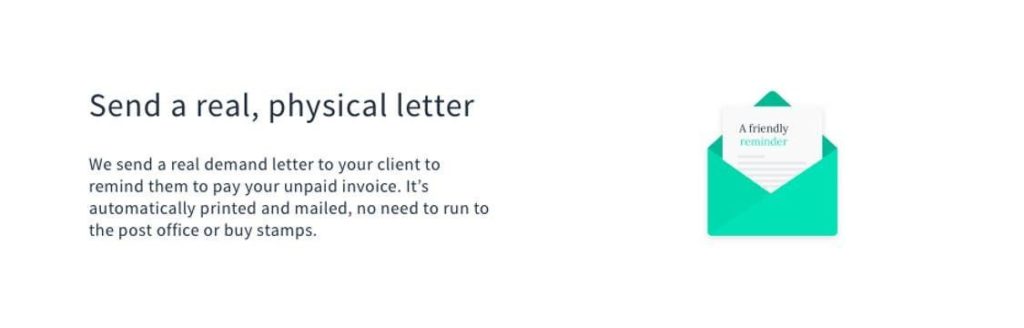 Send a real, physical letter
We send a real demand letter to your client to
remind them to pay your unpaid invoice. It’s
automatically printed and mailed, no need to run to
the post office or buy stamps.
A friendly
reminder